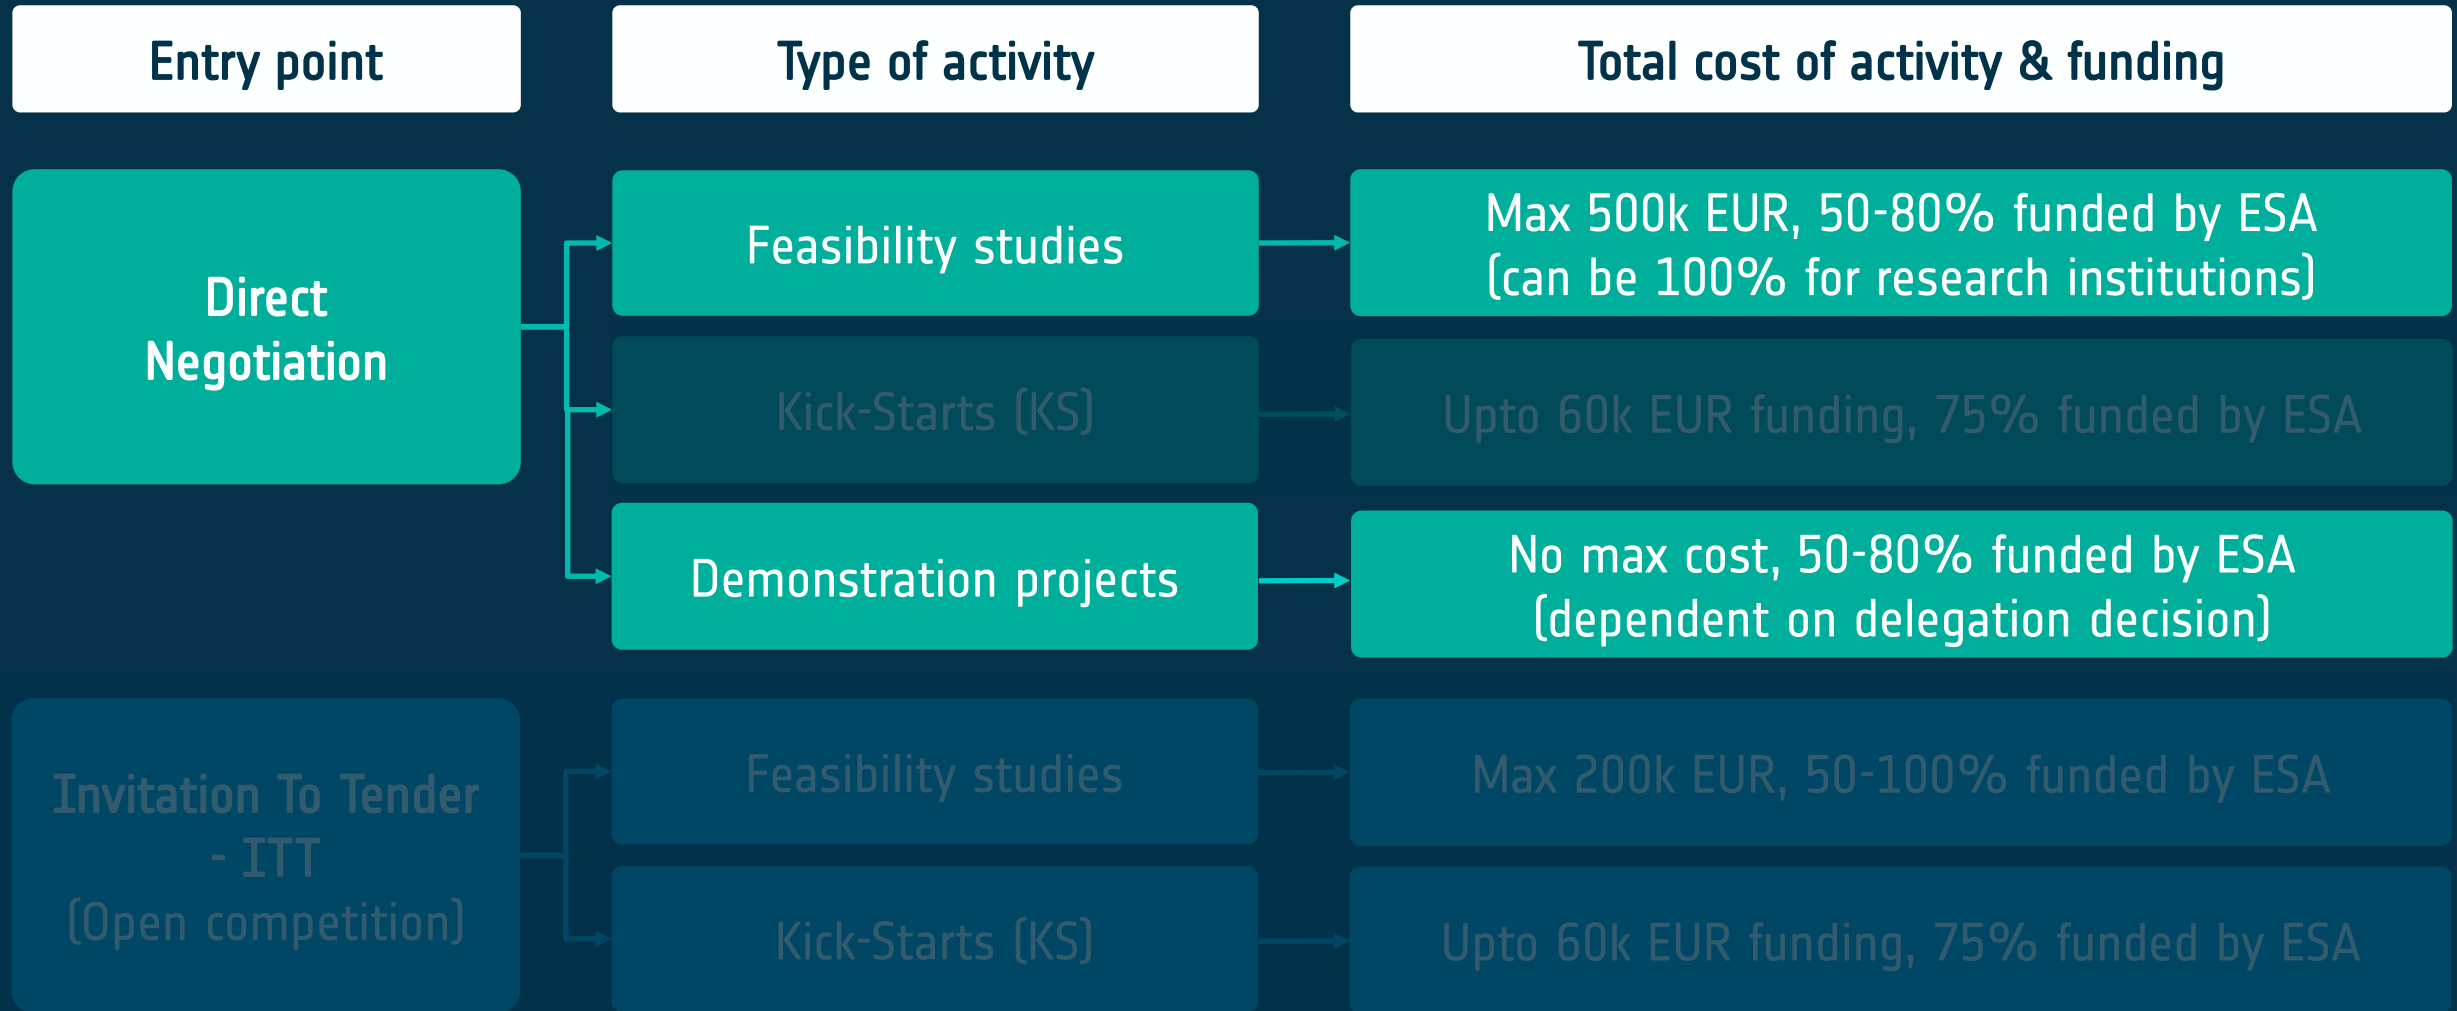 Entry point
Type of activity
Total cost of activity & funding
Direct
Negotiation
Feasibility studies
Max 500k EUR, 50-80% funded by ESA
(can be 100% for research institutions)
Kick-Starts (KS)
Upto 60k EUR funding, 75% funded by ESA
Demonstration projects
No max cost, 50-80% funded by ESA
(dependent on delegation decision)
Invitation To Tender
- ITT
(Open competition)
Feasibility studies
Max 200k EUR, 50-100% funded by ESA
Kick-Starts (KS)
Upto 60k EUR funding, 75% funded by ESA